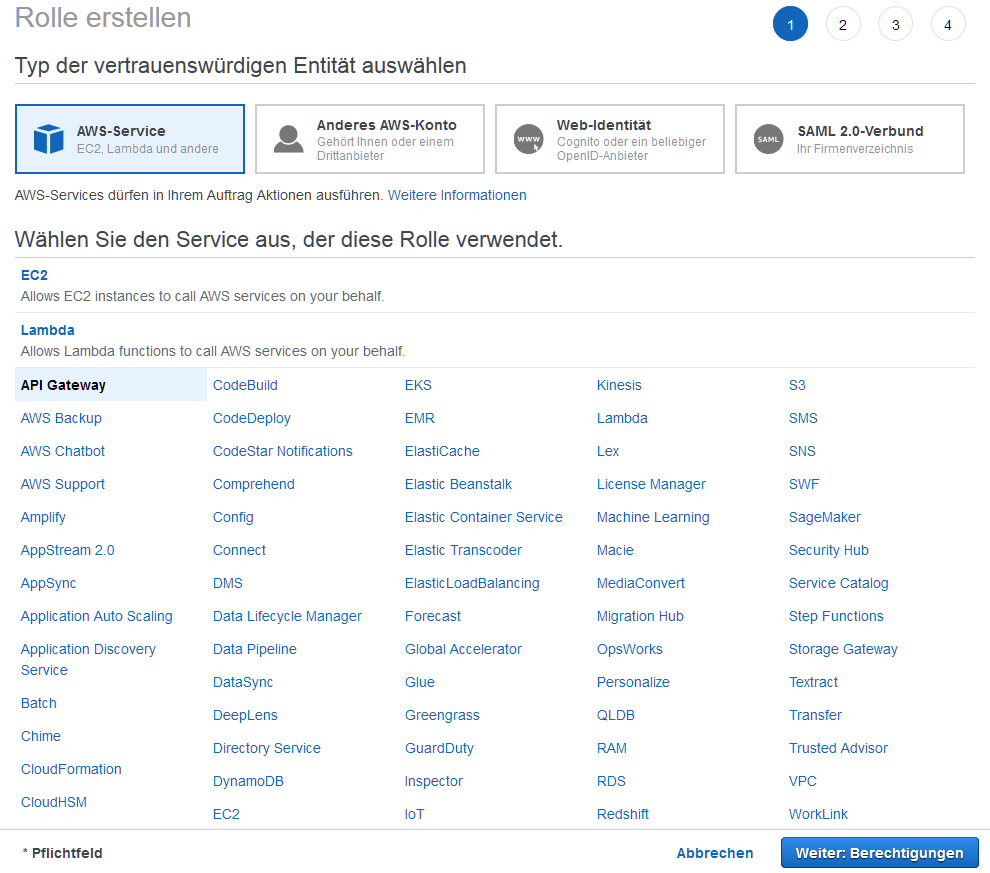 Rolle erstellen
1 2 3 4
Typ der vertrauenswürdigen Entität auswählen
AWS-Service
EC2, Lambda und andere
Anderes AWS-Konto
Gehört Ihnen oder einem
Drittanbieter
www
Web-Identität
Cognito oder ein beliebiger
OpenID-Anbieter
SAML
SAML 2.0-Verbund
Ihr Firmenverzeichnis
AWS-Services dürfen in Ihrem Auftrag Aktionen ausführen. Weitere Informationen
Wählen Sie den Service aus, der diese Rolle verwendet.
EC2
Allows EC2 instances to call AWS services on your behalf.
Lambda
Allows Lambda functions to call AWS services on your behalf.
API Gateway
AWS Backup
AWS Chatbot
AWS Support
Amplify
AppStream 2.0
AppSync
Application Auto Scaling
Application Discovery
Service
Batch
Chime
CloudFormation
CloudHSM
CodeBuild
CodeDeploy
CodeStar Notifications
Comprehend
Config
Connect
DMS
Data Lifecycle Manager
Data Pipeline
DataSync
DeepLens
Directory Service
DynamoDB
EC2
EKS
EMR
ElastiCache
Elastic Beanstalk
Elastic Container Service
Elastic Transcoder
ElasticLoadBalancing
Forecast
Global Accelerator
Glue
Greengrass
GuardDuty
Inspector
IoT
Kinesis
Lambda
Lex
License Manager
Machine Learning
Macie
MediaConvert
Migration Hub
OpsWorks
Personalize
QLDB
RAM
RDS
Redshift
S3
SMS
SNS
SWF
SageMaker
Security Hub
Service Catalog
Step Functions
Storage Gateway
Textract
Transfer
Trusted Advisor
VPC
WorkLink
* Pflichtfeld
Abbrechen
Weiter: Berechtigungen